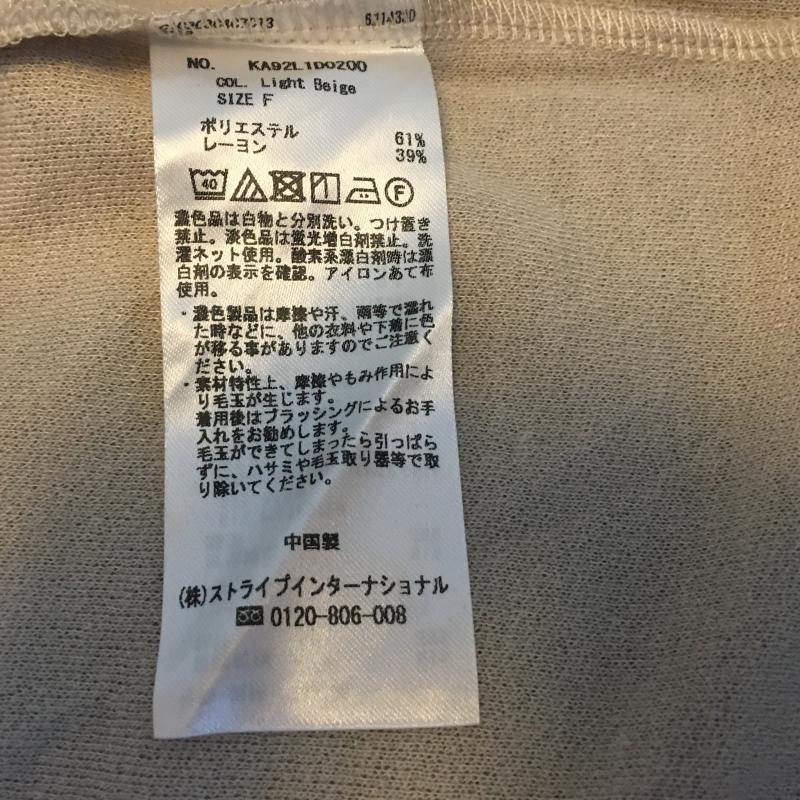 NO. KA92L1D0200
COL. Light Beige
SIZE F
ポリエステル 61%
レーヨン 39%
40
F
濃色品は白物と分別洗い。つけ置き
禁止。淡色品は蛍光増白剤禁止。洗
濯ネット使用。酸素系漂白剤時は漂
白剤の表示を確認。アイロンあて布
使用。
・濃色製品は摩擦や汗、雨等で濡れ
た時などに、他の衣料や下着に色
が移る事がありますのでご注意く
ださい。
・素材特性上、摩擦やもみ作用によ
り毛玉が生じます。
着用後はブラッシングによるお手
入れをお勧めします。
毛玉ができてしまったら引っぱら
ずに、ハサミや毛玉取り器等で取
り除いてください。
中国製
(株)ストライプインターナショナル
0120-806-008